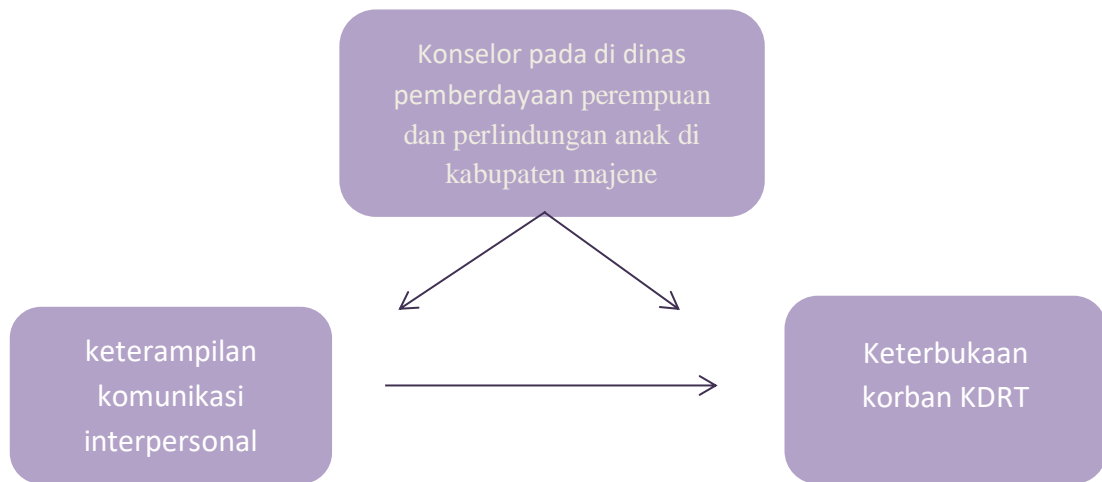 Konselor pada di dinas
pemberdayaan perempuan
dan perlindungan anak di
kabupaten majene
keterampilan
komunikasi
interpersonal
Keterbukaan
korban KDRT